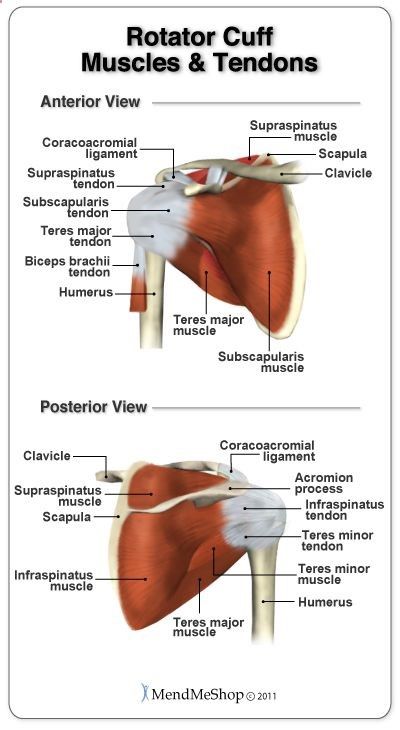 Rotator Cuff
Muscles & Tendons
Anterior View
Supraspinatus
muscle
Coracoacromial
ligament
Scapula
Supraspinatus
tendon
Clavicle
Subscapularis
tendon
Teres major
tendon
Biceps brachii
tendon
Humerus
Teres major
muscle
Subscapularis
muscle
Posterior View
Coracoacromial
ligament
Clavicle
Acromion
process
Supraspinatus
muscle
Infraspinatus
tendon
Scapula
Teres minor
tendon
Teres minor
muscle
Infraspinatus
muscle
Humerus
Teres major
muscle
MendMeShop © 2011